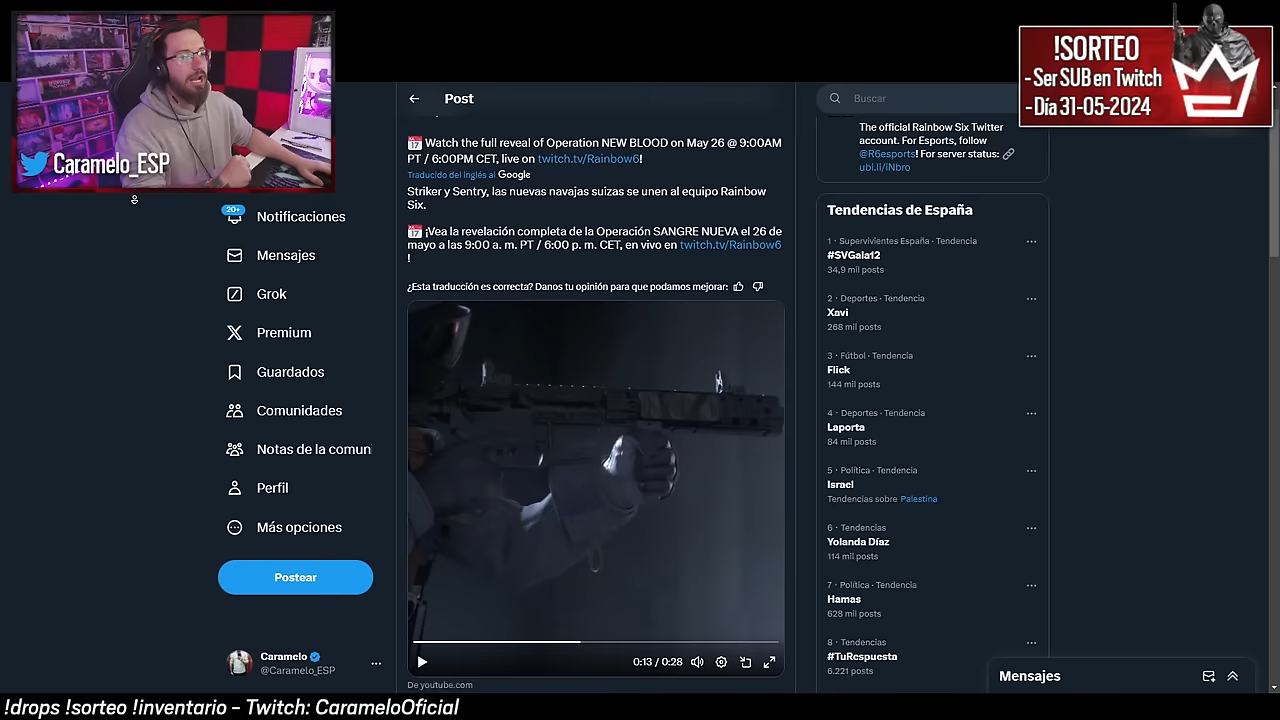 Caramelo_ESP
!SORTEO
- Ser SUB en Twitch
- Día 31-05-2024
Post
Buscar
20+
Notificaciones
Mensajes
Grok
Premium
Guardados
Comunidades
Notas de la comun
Perfil
Más opciones
Postear
Caramelo
@Caramelo_ESP
Watch the full reveal of Operation NEW BLOOD on May 26 @ 9:00AM
PT / 6:00PM CET, live on twitch.tv/Rainbow6!
Traducido del inglés al Google
Striker y Sentry, las nuevas navajas suizas se unen al equipo Rainbow
Six.
17 ¡Vea la revelación completa de la Operación SANGRE NUEVA el 26 de
mayo a las 9:00 a. m. PT / 6:00 p. m. CET, en vivo en twitch.tv/Rainbow6
!
¿Esta traducción es correcta? Danos tu opinión para que podamos mejorar:
0:13 / 0:28
De youtube.com
The official Rainbow Six Twitter
account. For Esports, follow
@R6esports! For server status:
ubi.li/iNbro
Tendencias de España
1 · Supervivientes España · Tendencia
#SVGala12
34,9 mil posts
2 · Deportes · Tendencia
Xavi
268 mil posts
3 · Fútbol · Tendencia
Flick
144 mil posts
4 · Deportes · Tendencia
Laporta
84 mil posts
5 · Política · Tendencia
Israel
Tendencias sobre Palestina
6 · Tendencias
Yolanda Díaz
114 mil posts
7 · Política · Tendencia
Hamas
628 mil posts
8 · Tendencias
#TuRespuesta
6.221 posts
Mensajes
!drops !sorteo !inventario - Twitch: CarameloOficial